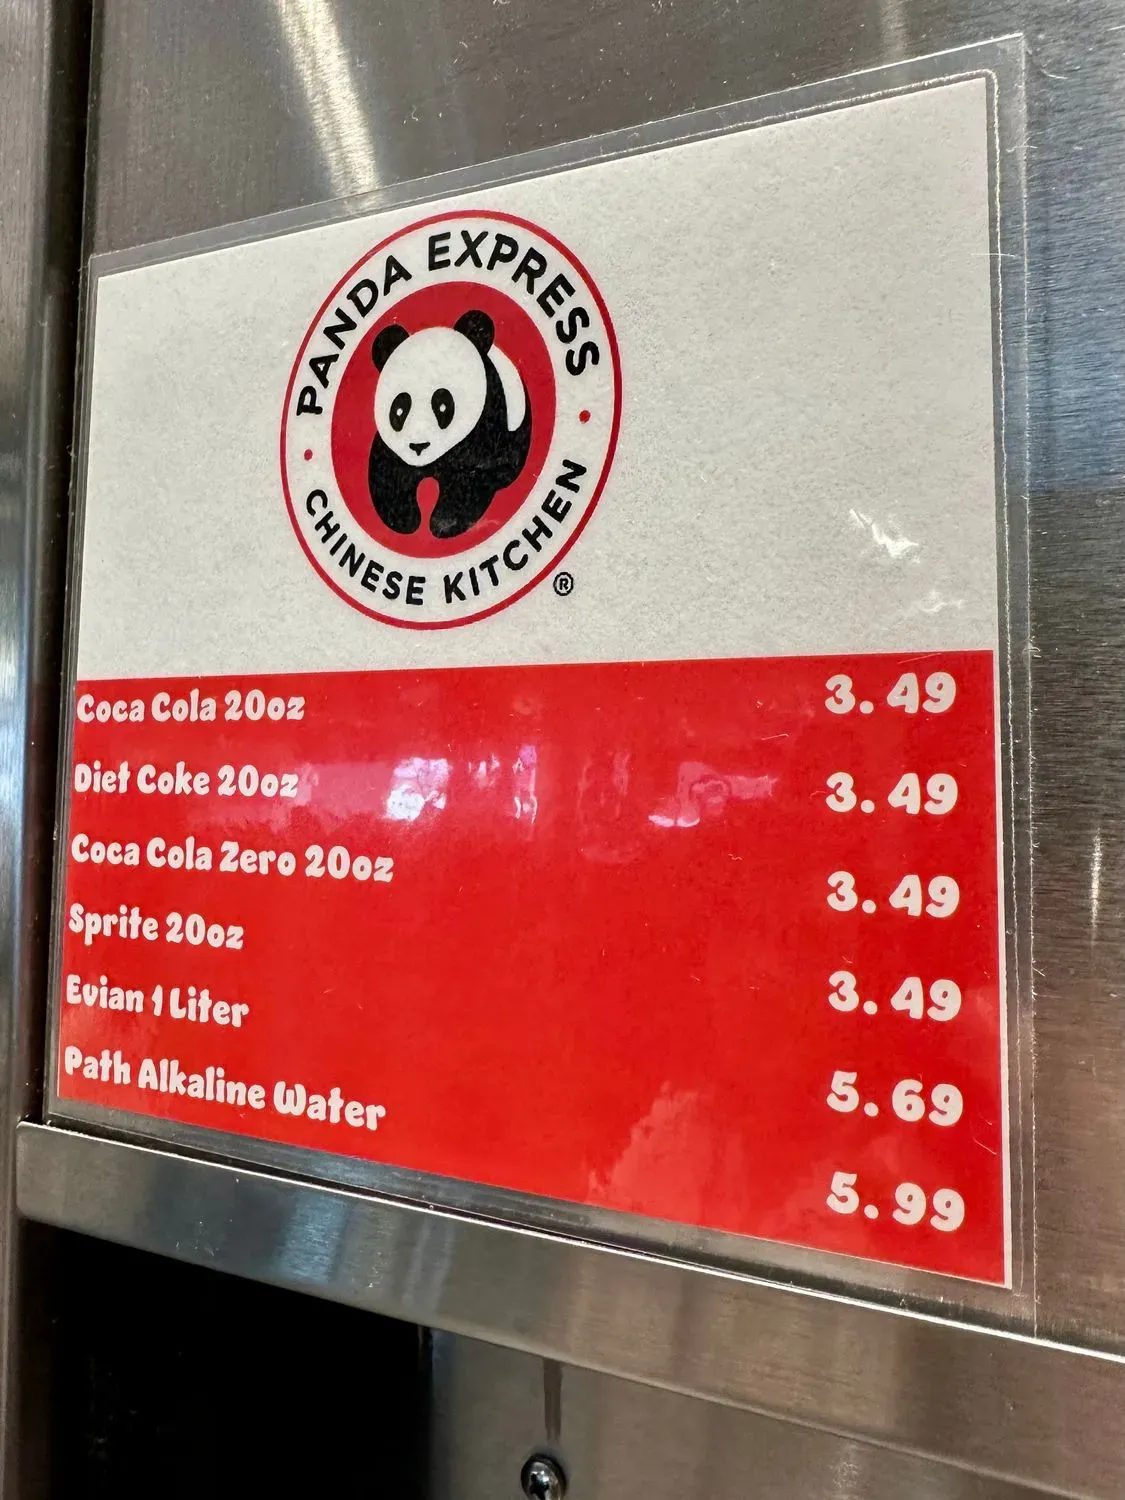 PANDA EXPRESS
CHINESE KITCHEN
®
Coca Cola 20oz 3.49
Diet Coke 20oz 3.49
Coca Cola Zero 20oz 3.49
Sprite 20oz 3.49
Evian 1 Liter 5.69
Path Alkaline Water 5.99